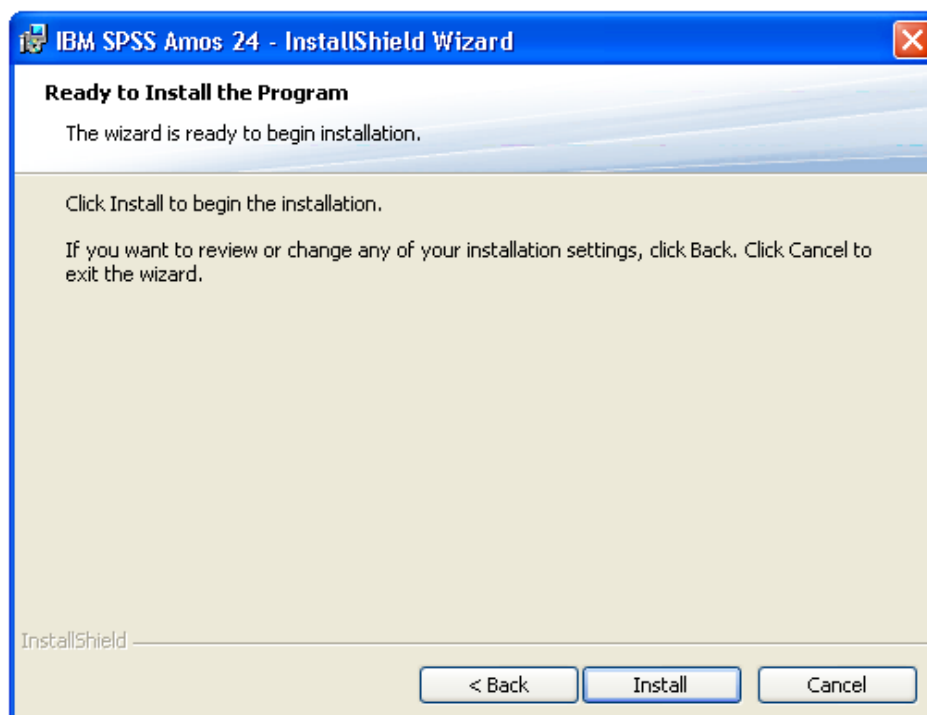 IBM SPSS Amos 24 - InstallShield Wizard
Ready to Install the Program
The wizard is ready to begin installation.
Click Install to begin the installation.
If you want to review or change any of your installation settings, click Back. Click Cancel to
exit the wizard.
InstallShield
< Back
Install
Cancel